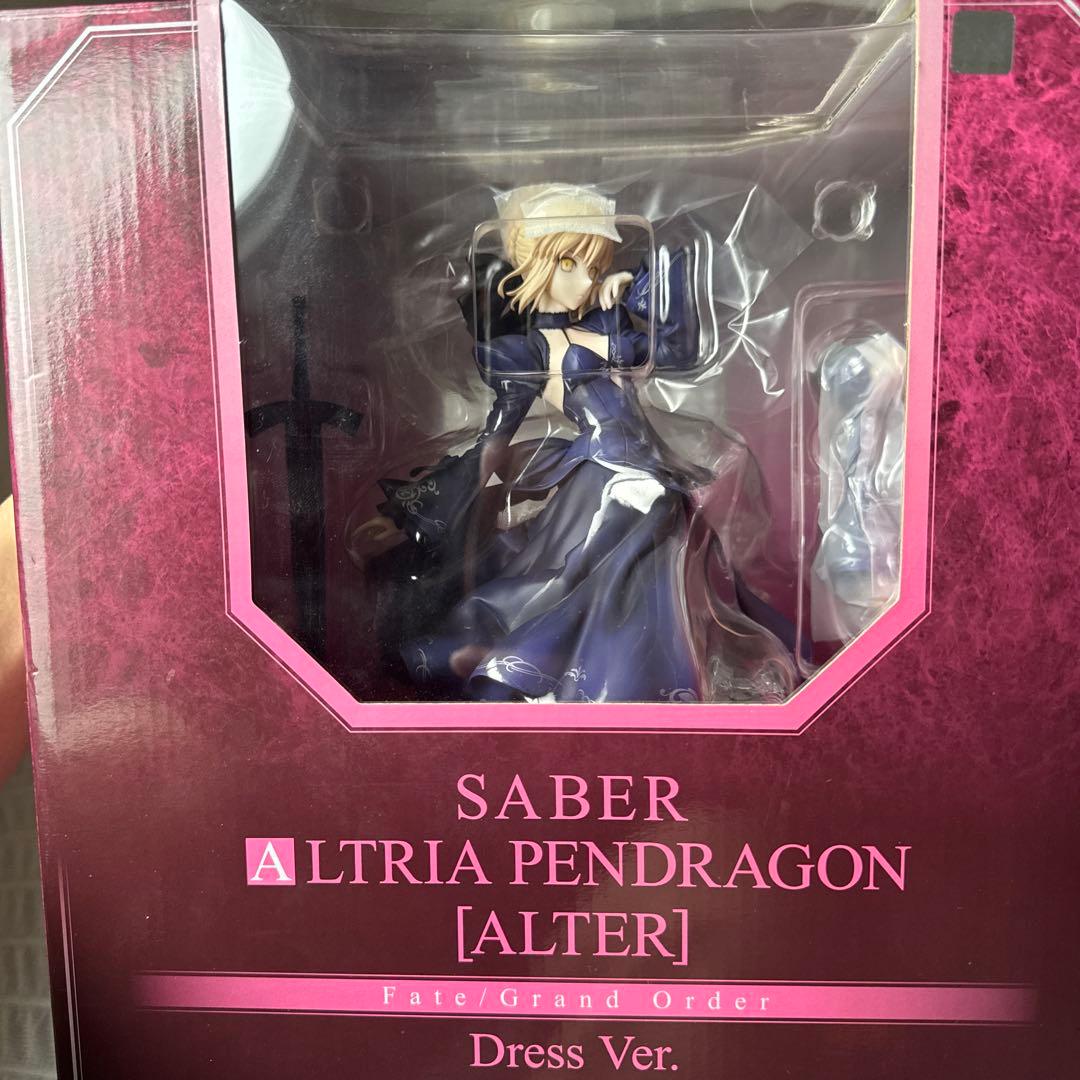 SABER
ALTRIA PENDRAGON
[ALTER]
Fate/Grand Order
Dress Ver.